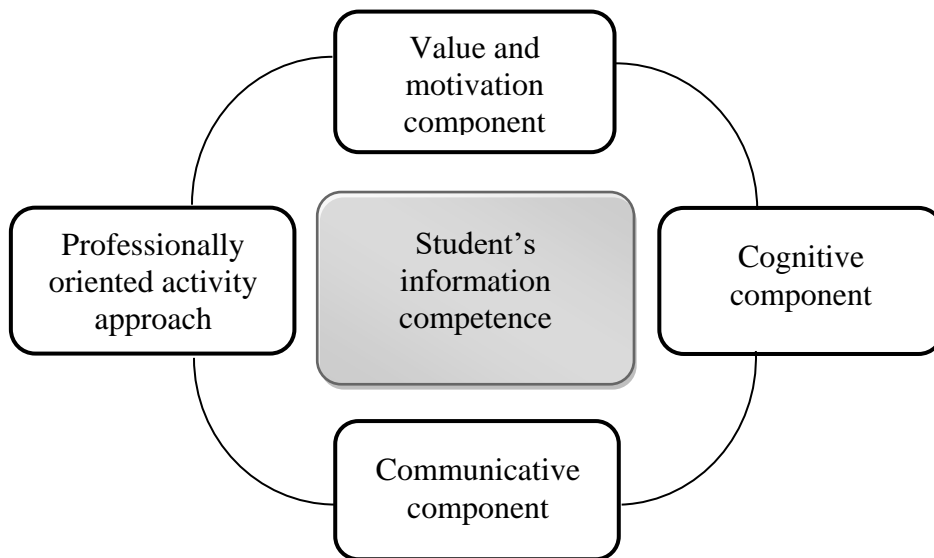 Value and
motivation
component
Professionally
oriented activity
approach
Student’s
information
competence
Cognitive
component
Communicative
component